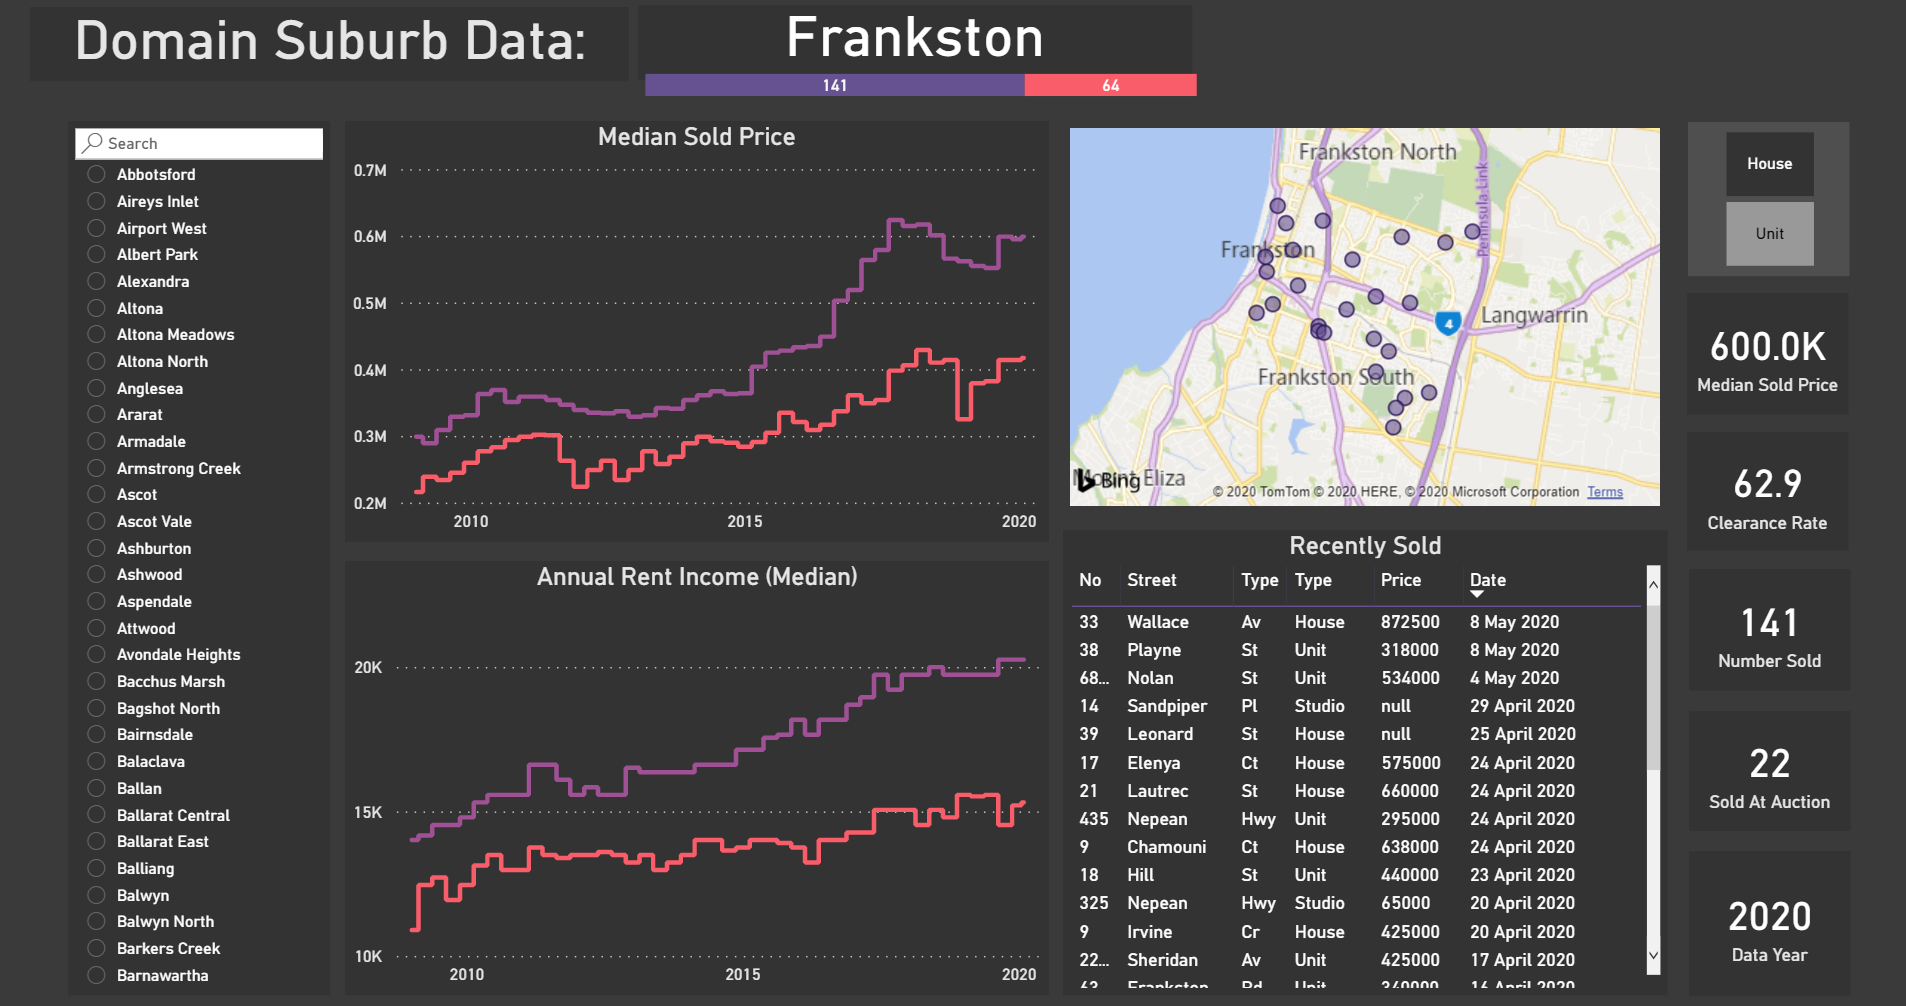 Domain Suburb Data:
Frankston
141 64
Search
Abbotsford
Aireys Inlet
Airport West
Albert Park
Alexandra
Altona
Altona Meadows
Altona North
Anglesea
Ararat
Armadale
Armstrong Creek
Ascot
Ascot Vale
Ashburton
Ashwood
Aspendale
Attwood
Avondale Heights
Bacchus Marsh
Bagshot North
Bairnsdale
Balaclava
Ballan
Ballarat Central
Ballarat East
Balliang
Balwyn
Balwyn North
Barkers Creek
Barnawartha
Median Sold Price
0.7M
0.6M
0.5M
0.4M
0.3M
0.2M
2010 2015 2020
Annual Rent Income (Median)
20K
15K
10K
2010 2015 2020
Frankston North
Peninsula Link
Frankston
Langwarrin
4
Frankston South
Mount Eliza
Bing
© 2020 TomTom © 2020 HERE, © 2020 Microsoft Corporation Terms
Recently Sold
No Street Type Type Price Date
33 Wallace Av House 872500 8 May 2020
38 Playne St Unit 318000 8 May 2020
68... Nolan St Unit 534000 4 May 2020
14 Sandpiper Pl Studio null 29 April 2020
39 Leonard St House null 25 April 2020
17 Elenya Ct House 575000 24 April 2020
21 Lautrec St House 660000 24 April 2020
435 Nepean Hwy Unit 295000 24 April 2020
9 Chamouni Ct House 638000 24 April 2020
18 Hill St Unit 440000 23 April 2020
325 Nepean Hwy Studio 65000 20 April 2020
9 Irvine Cr House 425000 20 April 2020
22... Sheridan Av Unit 425000 17 April 2020
63 Frankston Rd Unit 340000 16 April 2020
House
Unit
600.0K
Median Sold Price
62.9
Clearance Rate
141
Number Sold
22
Sold At Auction
2020
Data Year